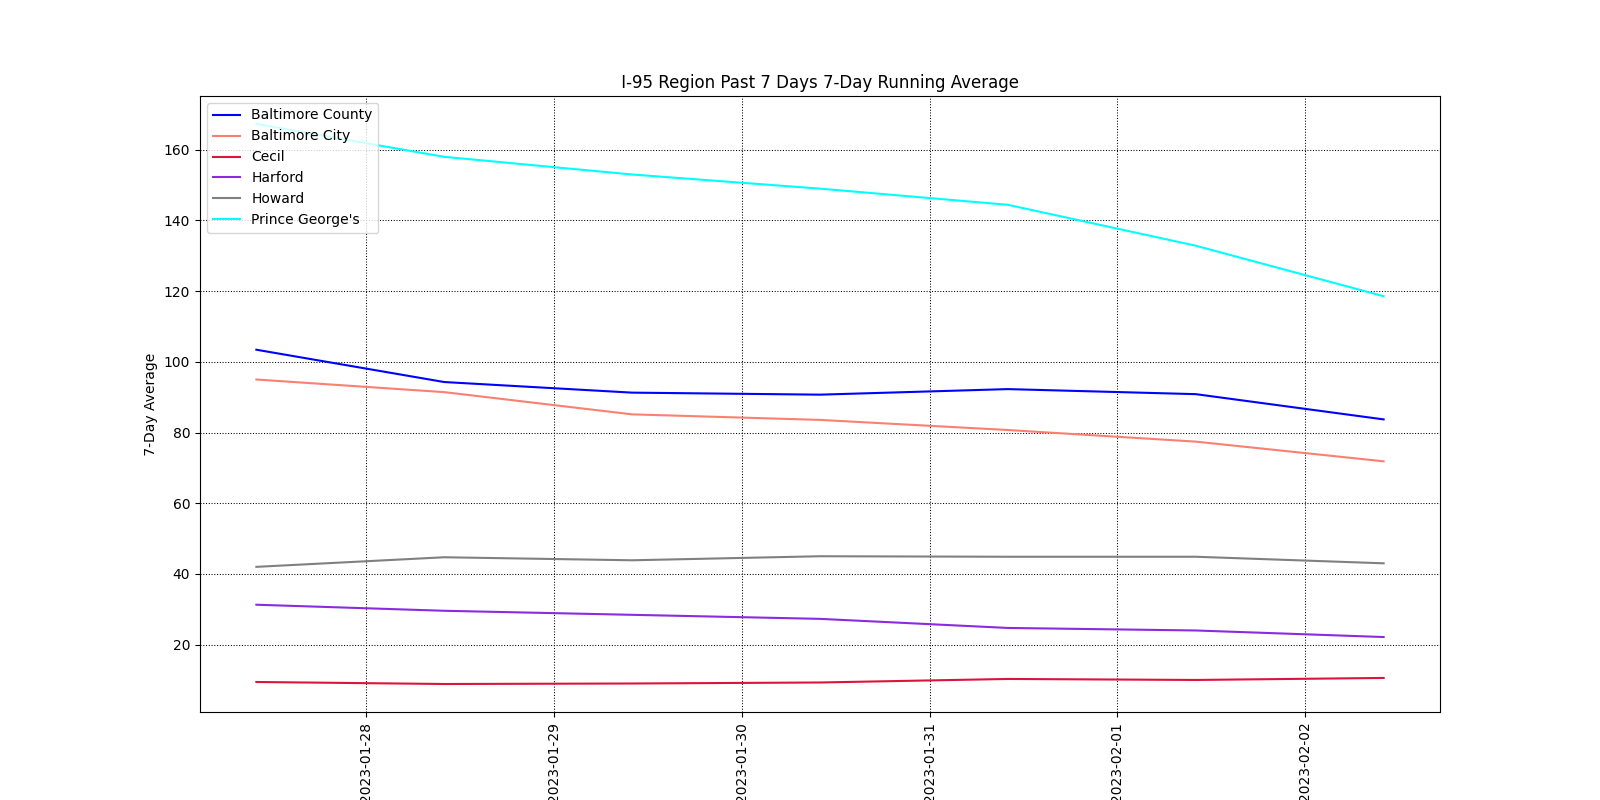 I-95 Region Past 7 Days 7-Day Running Average
Baltimore County
Baltimore City
Cecil
Harford
Howard
Prince George's
160
140
120
100
80
60
40
20
7-Day Average
2023-01-28
2023-01-29
2023-01-30
2023-01-31
2023-02-01
2023-02-02